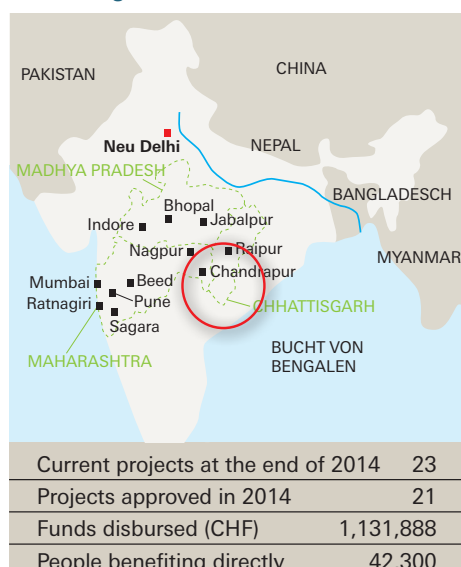 PAKISTAN
CHINA
Neu Delhi
NEPAL
MADHYA PRADESH
BANGLADESCH
Bhopal
Indore
Jabalpur
Nagpur
Raipur
MYANMAR
Chandrapur
Mumbai
Beed
Pune
Ratnagiri
CHHATTISGARH
Sagara
MAHARASHTRA
BUCHT VON
BENGALEN
Current projects at the end of 2014 23
Projects approved in 2014 21
Funds disbursed (CHF) 1,131,888
People benefiting directly 42,300